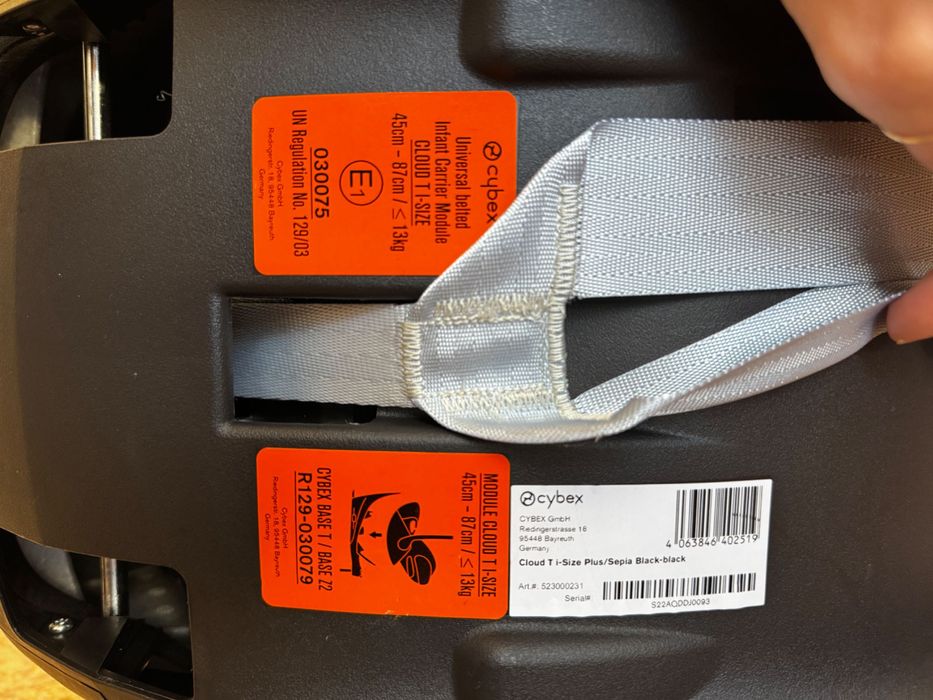 cybex
Universal belted
Infant Carrier Module
CLOUD T I-SIZE
45cm – 87cm / ≤ 13kg
E1
030075
UN Regulation No. 129/03
Cybex GmbH
Riedingerstr. 18, 95448 Bayreuth
Germany
MODULE CLOUD T I-SIZE
45cm – 87cm / ≤ 13kg
CYBEX BASE T / BASE Z2
R129-030079
Cybex GmbH
Riedingerstr. 18, 95448 Bayreuth
Germany
cybex
CYBEX GmbH
Riedingerstrasse 18
95448 Bayreuth
Germany
4 063846 402519
Cloud T i-Size Plus/Sepia Black-black
Art.#: 523000231
Serial#:
S22AQDDJ0093